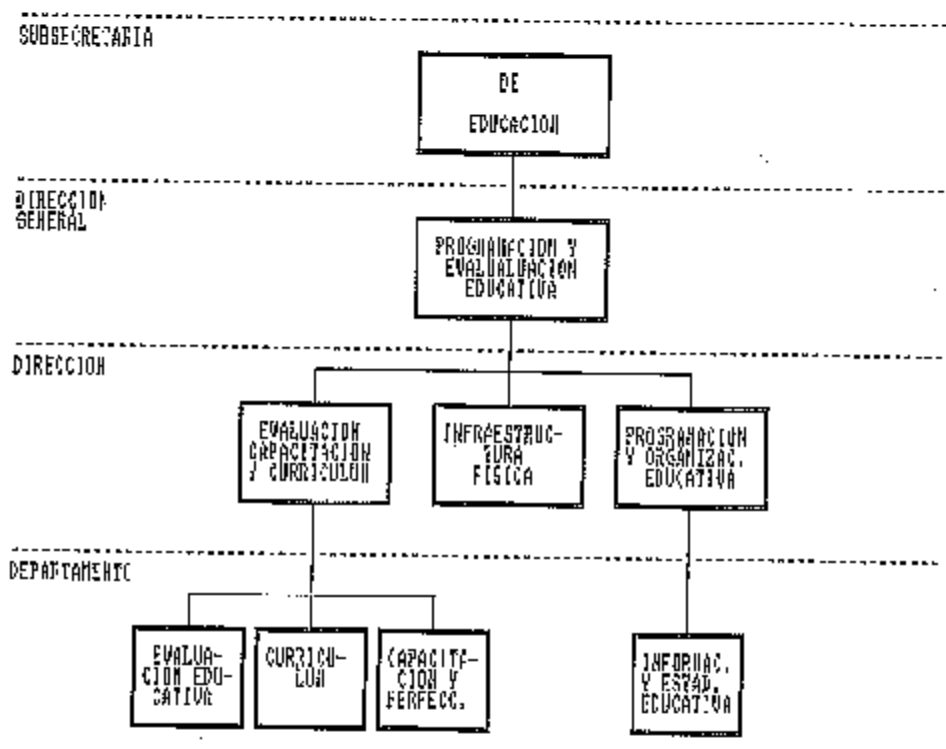 SUBSECRETARIA
DE
EDUCACION
DIRECCION
GENERAL
PROGRAMACION Y
EVALUALUACION
EDUCATIVA
DIRECCION
EVALUACION
CAPACITACION
Y CURRICULUM
INFRAESTRUC-
TURA
FISICA
PROGRAMACION
Y ORGANIZAC.
EDUCATIVA
DEPARTAMENTO
EVALUA-
CION EDU-
CATIVA
CURRICU-
LUM
CAPACITA-
CION Y
PERFECC.
INFORMAC.
Y ESTAD.
EDUCATIVA